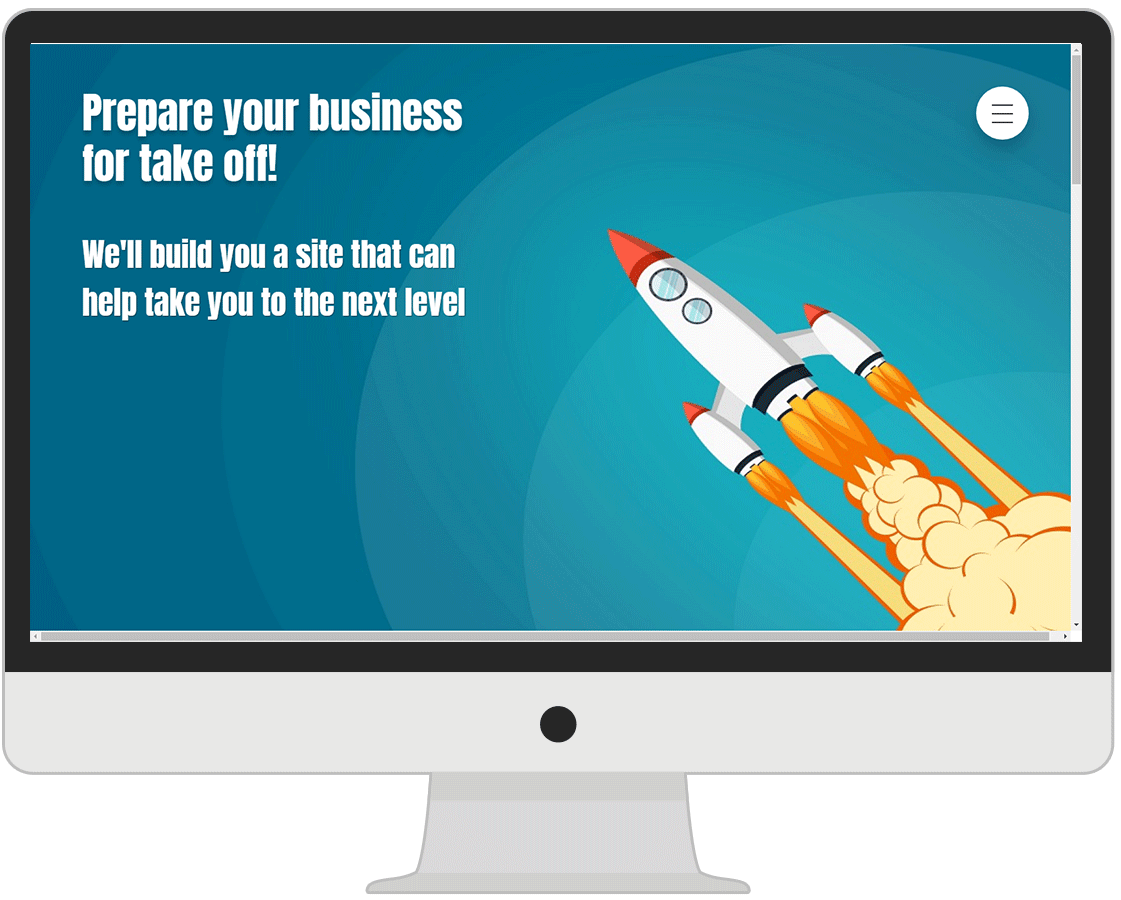 Prepare your business
for take off!
We'll build you a site that can
help take you to the next level